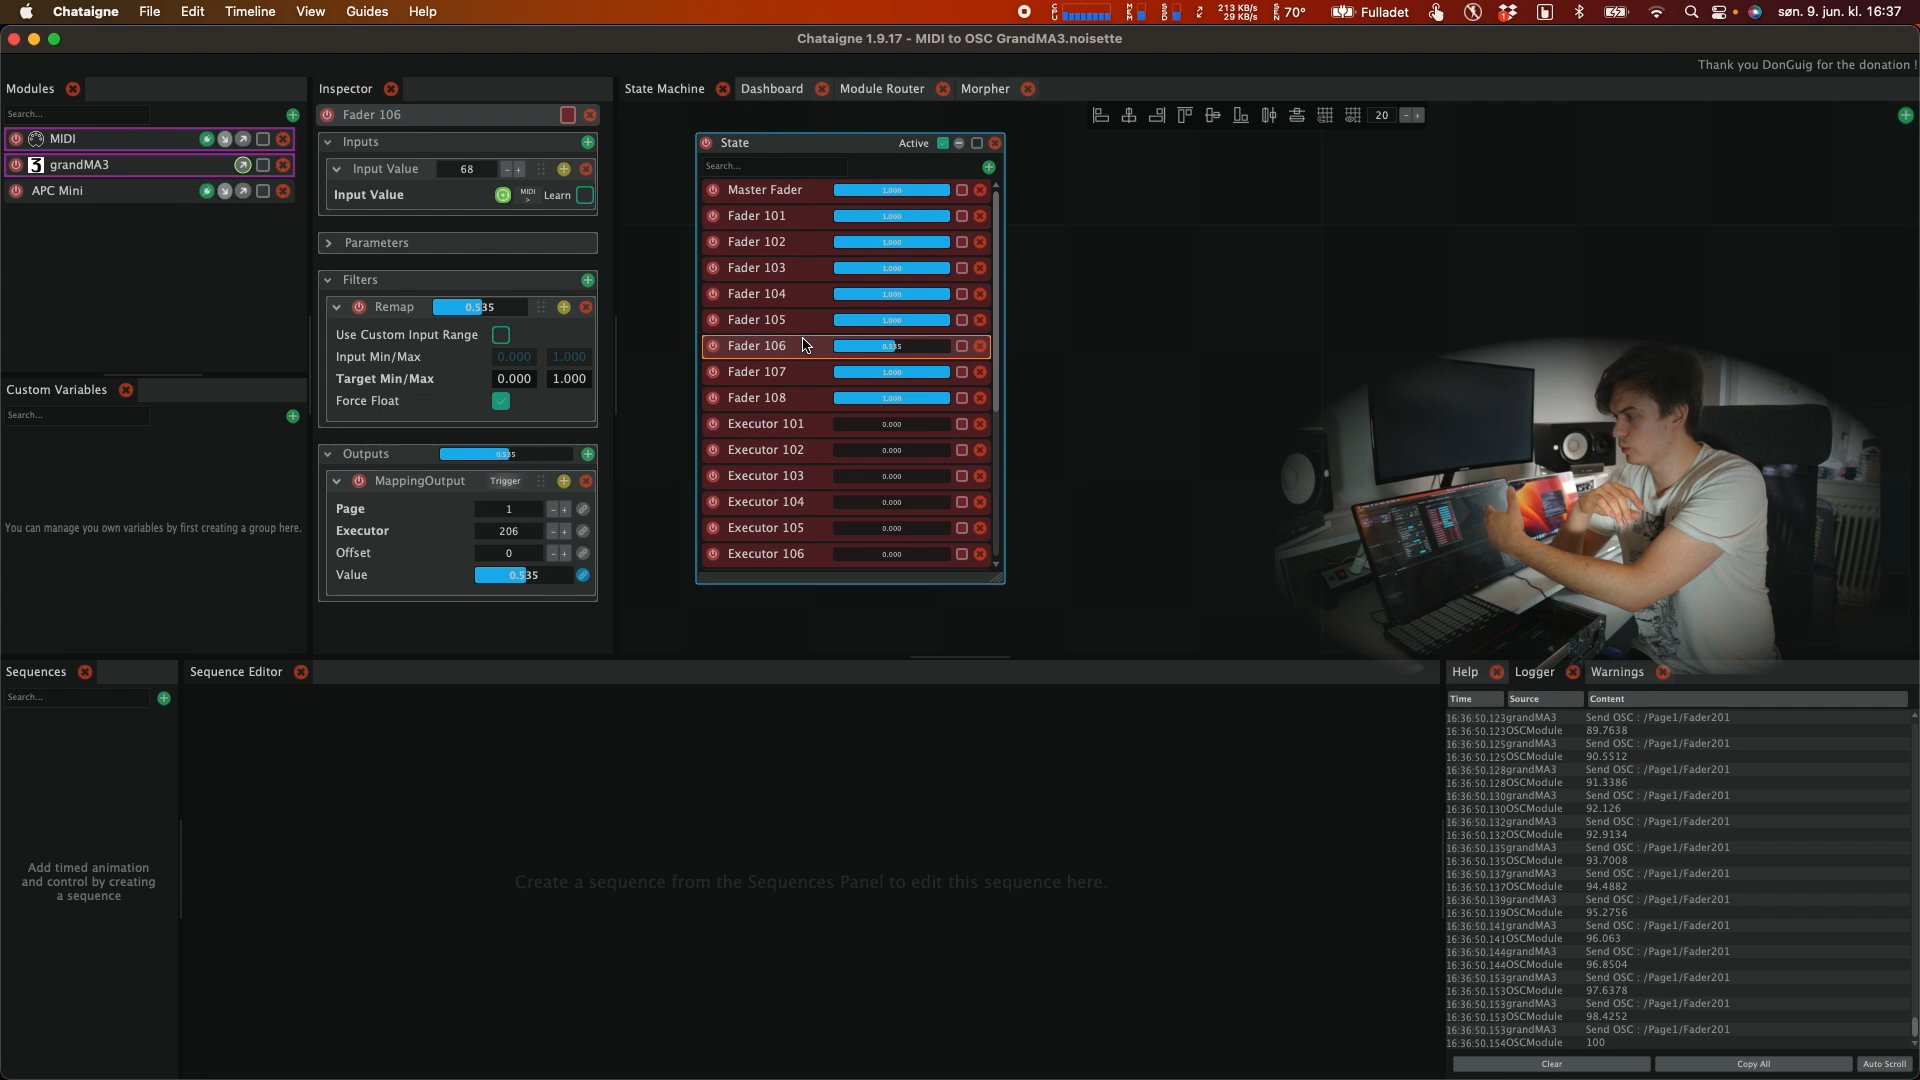 Chataigne File Edit Timeline View Guides Help
213 KB/s
29 KB/s
70°
Fulladet
søn. 9. jun. kl. 16:37
Chataigne 1.9.17 - MIDI to OSC GrandMA3.noisette
Thank you DonGuig for the donation !
Modules
Search...
MIDI
grandMA3
APC Mini
Custom Variables
Search...
You can manage you own variables by first creating a group here.
Inspector
Fader 106
Inputs
Input Value 68
Input Value MIDI > Learn
Parameters
Filters
Remap 0.535
Use Custom Input Range
Input Min/Max 0.000 1.000
Target Min/Max 0.000 1.000
Force Float
Outputs 0.535
MappingOutput Trigger
Page 1
Executor 206
Offset 0
Value 0.535
State Machine Dashboard Module Router Morpher
20
State Active
Search...
Master Fader 1.000
Fader 101 1.000
Fader 102 1.000
Fader 103 1.000
Fader 104 1.000
Fader 105 1.000
Fader 106 0.535
Fader 107 1.000
Fader 108 1.000
Executor 101 0.000
Executor 102 0.000
Executor 103 0.000
Executor 104 0.000
Executor 105 0.000
Executor 106 0.000
Sequences
Search...
Add timed animation
and control by creating
a sequence
Sequence Editor
Create a sequence from the Sequences Panel to edit this sequence here.
Help Logger Warnings
Time Source Content
16:36:50.123 grandMA3 Send OSC : /Page1/Fader201
16:36:50.123 OSCModule 89.7638
16:36:50.125 grandMA3 Send OSC : /Page1/Fader201
16:36:50.125 OSCModule 90.5512
16:36:50.128 grandMA3 Send OSC : /Page1/Fader201
16:36:50.128 OSCModule 91.3386
16:36:50.130 grandMA3 Send OSC : /Page1/Fader201
16:36:50.130 OSCModule 92.126
16:36:50.132 grandMA3 Send OSC : /Page1/Fader201
16:36:50.132 OSCModule 92.9134
16:36:50.135 grandMA3 Send OSC : /Page1/Fader201
16:36:50.135 OSCModule 93.7008
16:36:50.137 grandMA3 Send OSC : /Page1/Fader201
16:36:50.137 OSCModule 94.4882
16:36:50.139 grandMA3 Send OSC : /Page1/Fader201
16:36:50.139 OSCModule 95.2756
16:36:50.141 grandMA3 Send OSC : /Page1/Fader201
16:36:50.141 OSCModule 96.063
16:36:50.144 grandMA3 Send OSC : /Page1/Fader201
16:36:50.144 OSCModule 96.8504
16:36:50.153 grandMA3 Send OSC : /Page1/Fader201
16:36:50.153 OSCModule 97.6378
16:36:50.153 grandMA3 Send OSC : /Page1/Fader201
16:36:50.153 OSCModule 98.4252
16:36:50.153 grandMA3 Send OSC : /Page1/Fader201
16:36:50.154 OSCModule 100
Clear Copy All Auto Scroll